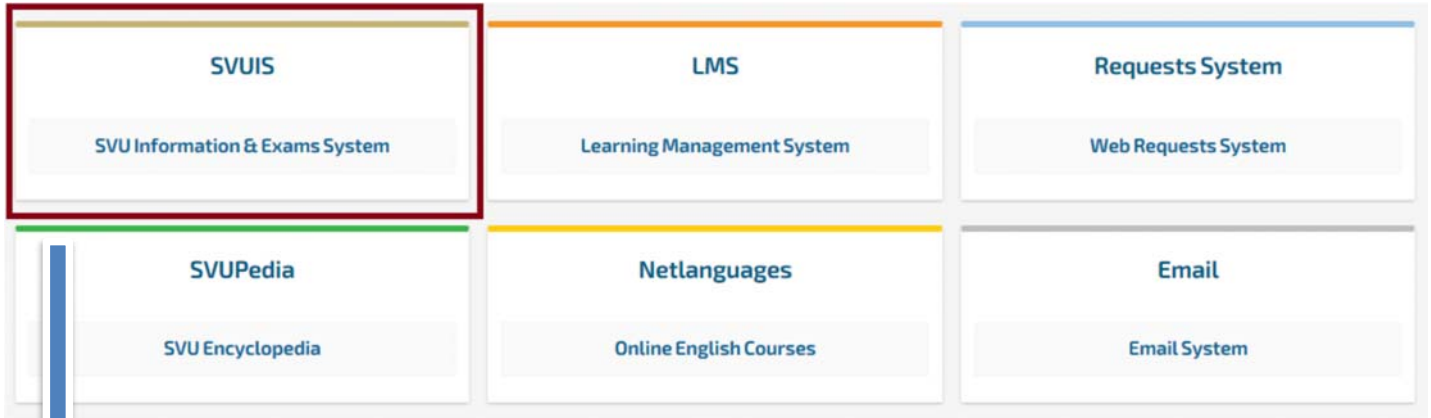 SVUIS
SVU Information & Exams System
LMS
Learning Management System
Requests System
Web Requests System
SVUPedia
SVU Encyclopedia
Netlanguages
Online English Courses
Email
Email System